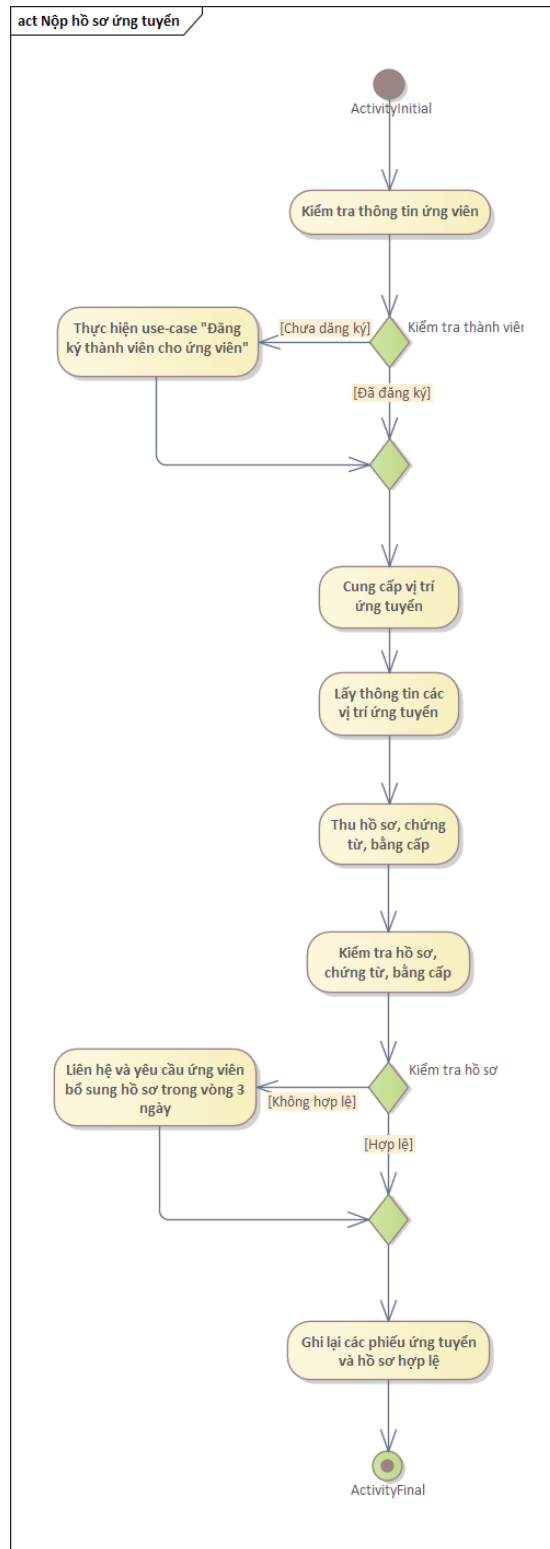 act Nộp hồ sơ ứng tuyển
ActivityInitial
Kiểm tra thông tin ứng viên
Thực hiện use-case "Đăng
ký thành viên cho ứng viên"
[Chưa dăng ký]
Kiểm tra thành viên
[Đã đăng ký]
Cung cấp vị trí
ứng tuyển
Lấy thông tin các
vị trí ứng tuyển
Thu hồ sơ, chứng
từ, bằng cấp
Kiểm tra hồ sơ,
chứng từ, bằng cấp
Liên hệ và yêu cầu ứng viên
bổ sung hồ sơ trong vòng 3
ngày
Kiểm tra hồ sơ
[Không hợp lệ]
[Hợp lệ]
Ghi lại các phiếu ứng tuyển
và hồ sơ hợp lệ
ActivityFinal